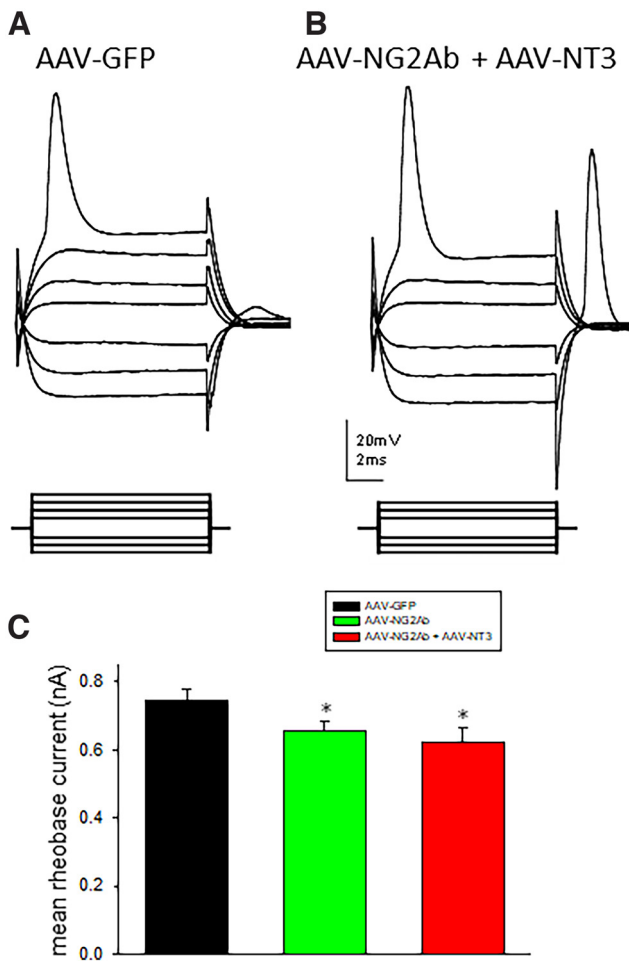 A
B
AAV-GFP
AAV-NG2Ab + AAV-NT3
20mV
2ms
C
AAV-GFP
AAV-NG2Ab
AAV-NG2Ab + AAV-NT3
mean rheobase current (nA)
0.8
0.6
0.4
0.2
0.0
*
*